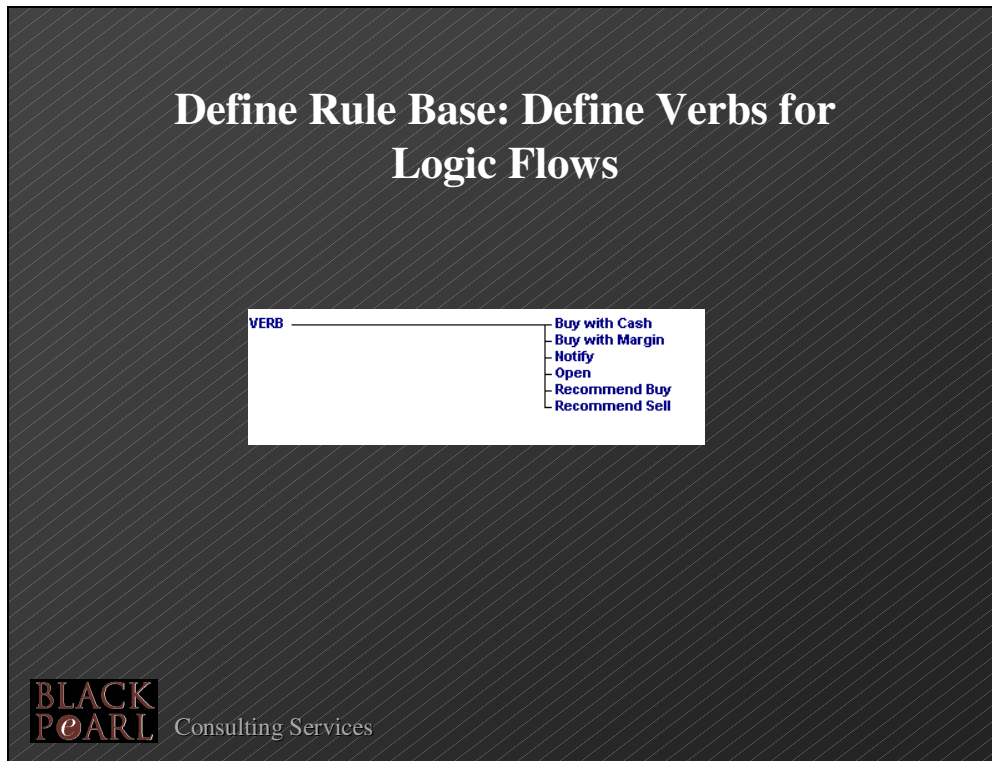 Define Rule Base: Define Verbs for
Logic Flows
VERB
Buy with Cash
Buy with Margin
Notify
Open
Recommend Buy
Recommend Sell
BLACK
PeARL
Consulting Services